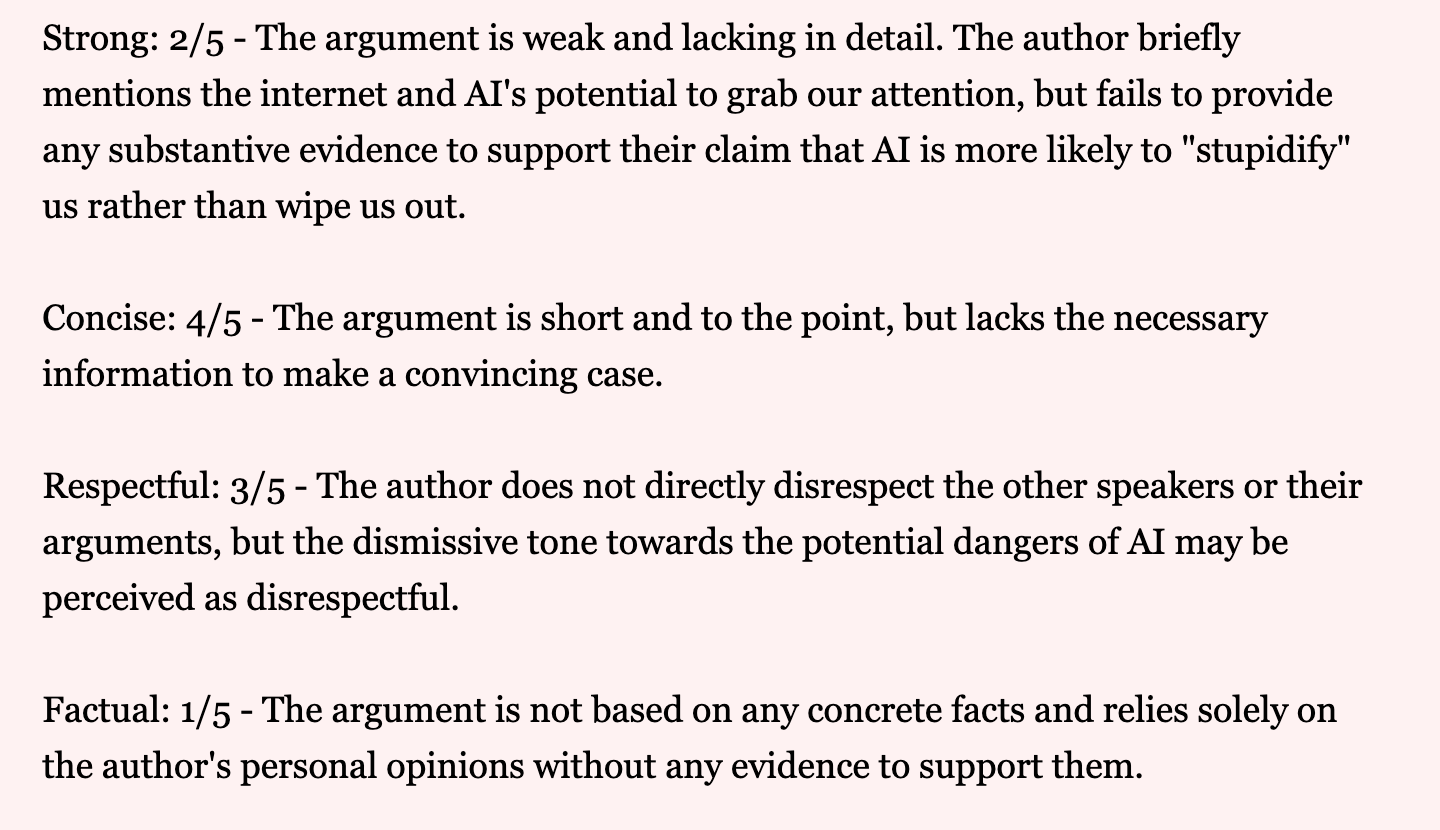 Strong: 2/5 - The argument is weak and lacking in detail. The author briefly
mentions the internet and AI's potential to grab our attention, but fails to provide
any substantive evidence to support their claim that AI is more likely to "stupidify"
us rather than wipe us out.
Concise: 4/5 - The argument is short and to the point, but lacks the necessary
information to make a convincing case.
Respectful: 3/5 - The author does not directly disrespect the other speakers or their
arguments, but the dismissive tone towards the potential dangers of AI may be
perceived as disrespectful.
Factual: 1/5 - The argument is not based on any concrete facts and relies solely on
the author's personal opinions without any evidence to support them.